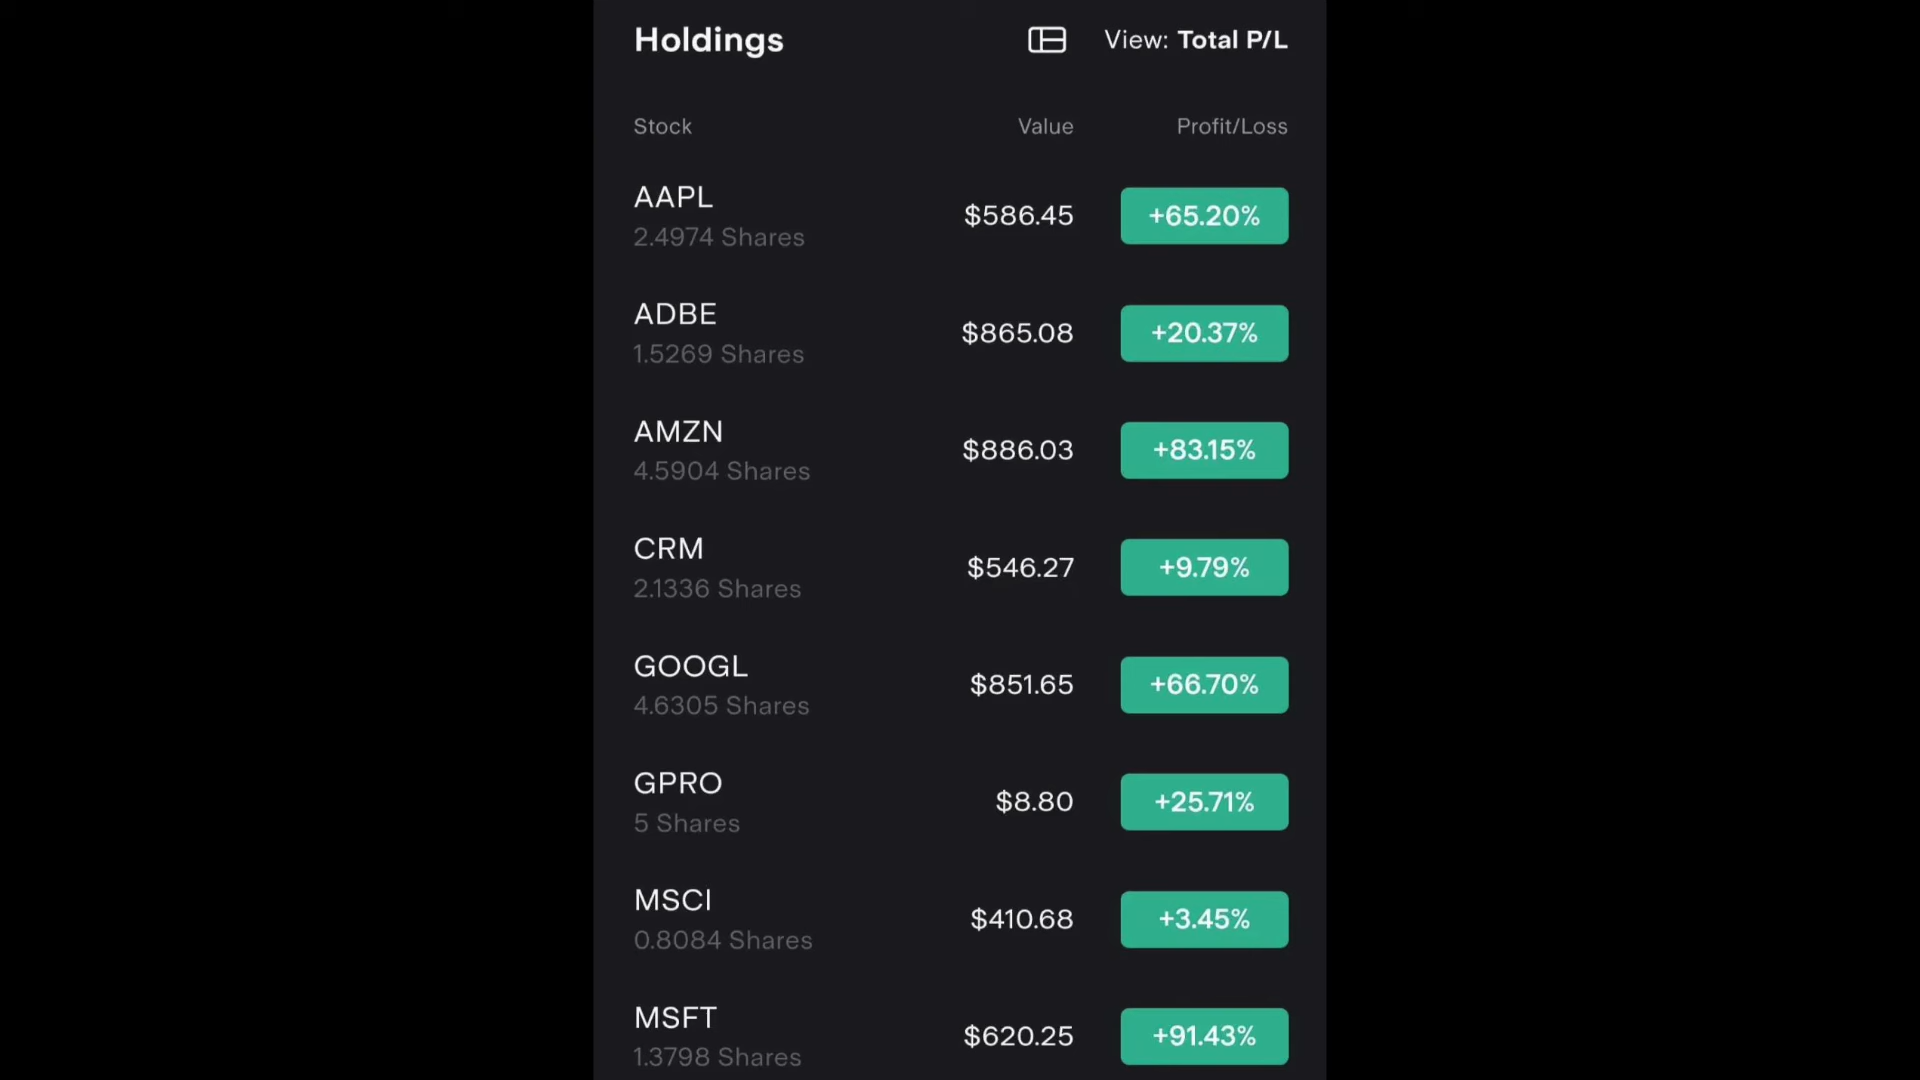 Holdings View: Total P/L
Stock Value Profit/Loss
AAPL
$586.45 +65.20%
2.4974 Shares
ADBE
$865.08 +20.37%
1.5269 Shares
AMZN
$886.03 +83.15%
4.5904 Shares
CRM
$546.27 +9.79%
2.1336 Shares
GOOGL
$851.65 +66.70%
4.6305 Shares
GPRO
$8.80 +25.71%
5 Shares
MSCI
$410.68 +3.45%
0.8084 Shares
MSFT
$620.25 +91.43%
1.3798 Shares